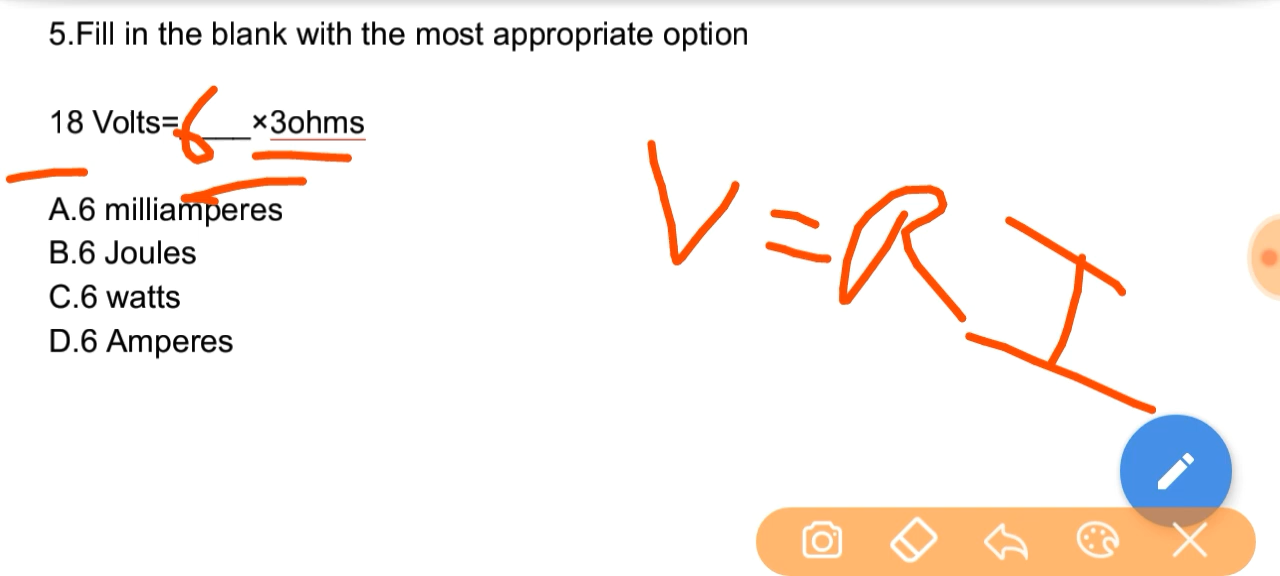 5.Fill in the blank with the most appropriate option
18 Volts=6___×3ohms
A.6 milliamperes
B.6 Joules
C.6 watts
D.6 Amperes
V=RI